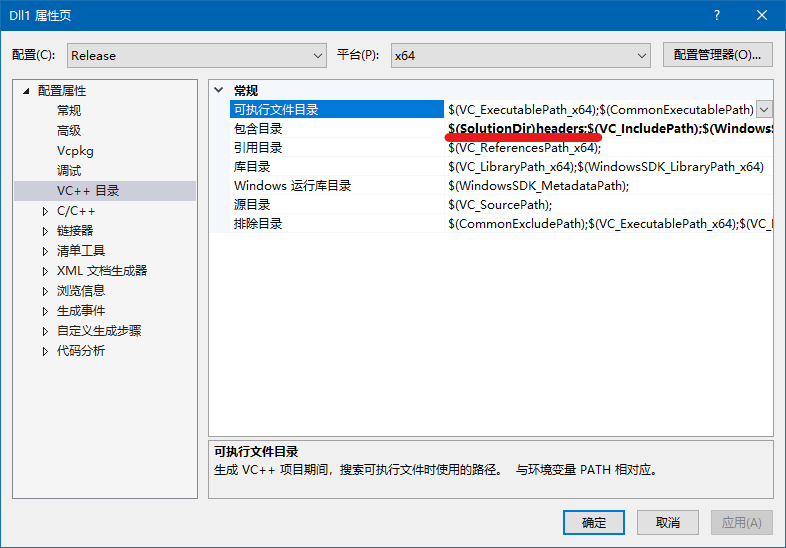 Dll1 属性页
配置(C): Release 平台(P): x64 配置管理器(O)...
配置属性
常规
高级
Vcpkg
调试
VC++ 目录
C/C++
链接器
清单工具
XML 文档生成器
浏览信息
生成事件
自定义生成步骤
代码分析
常规
可执行文件目录 $(VC_ExecutablePath_x64);$(CommonExecutablePath)
包含目录 $(SolutionDir)headers;$(VC_IncludePath);$(Windows
引用目录 $(VC_ReferencesPath_x64);
库目录 $(VC_LibraryPath_x64);$(WindowsSDK_LibraryPath_x64)
Windows 运行库目录 $(WindowsSDK_MetadataPath);
源目录 $(VC_SourcePath);
排除目录 $(CommonExcludePath);$(VC_ExecutablePath_x64);$(VC_
可执行文件目录
生成 VC++ 项目期间，搜索可执行文件时使用的路径。 与环境变量 PATH 相对应。
确定 取消 应用(A)